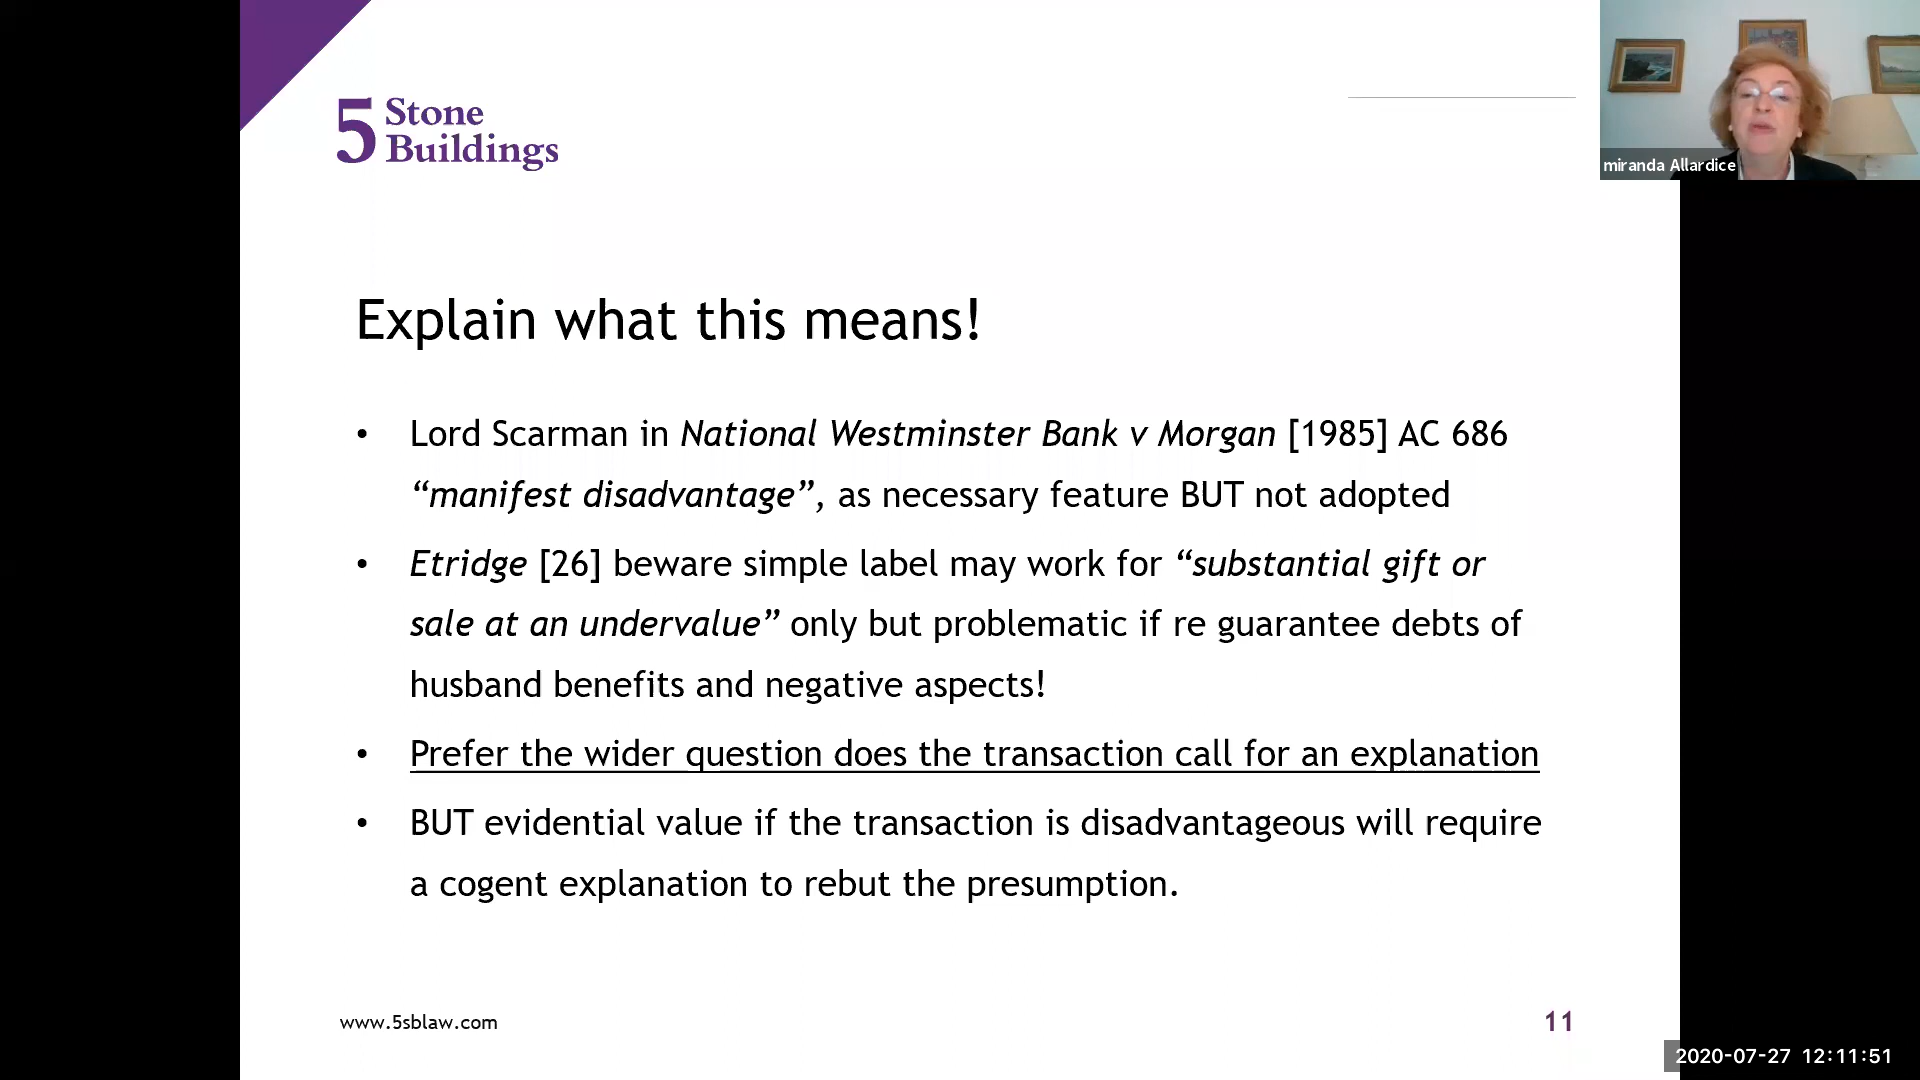 5 Stone
Buildings
miranda Allardice
Explain what this means!
• Lord Scarman in National Westminster Bank v Morgan [1985] AC 686
“manifest disadvantage”, as necessary feature BUT not adopted
• Etridge [26] beware simple label may work for “substantial gift or
sale at an undervalue” only but problematic if re guarantee debts of
husband benefits and negative aspects!
• Prefer the wider question does the transaction call for an explanation
• BUT evidential value if the transaction is disadvantageous will require
a cogent explanation to rebut the presumption.
www.5sblaw.com
11
2020-07-27 12:11:51